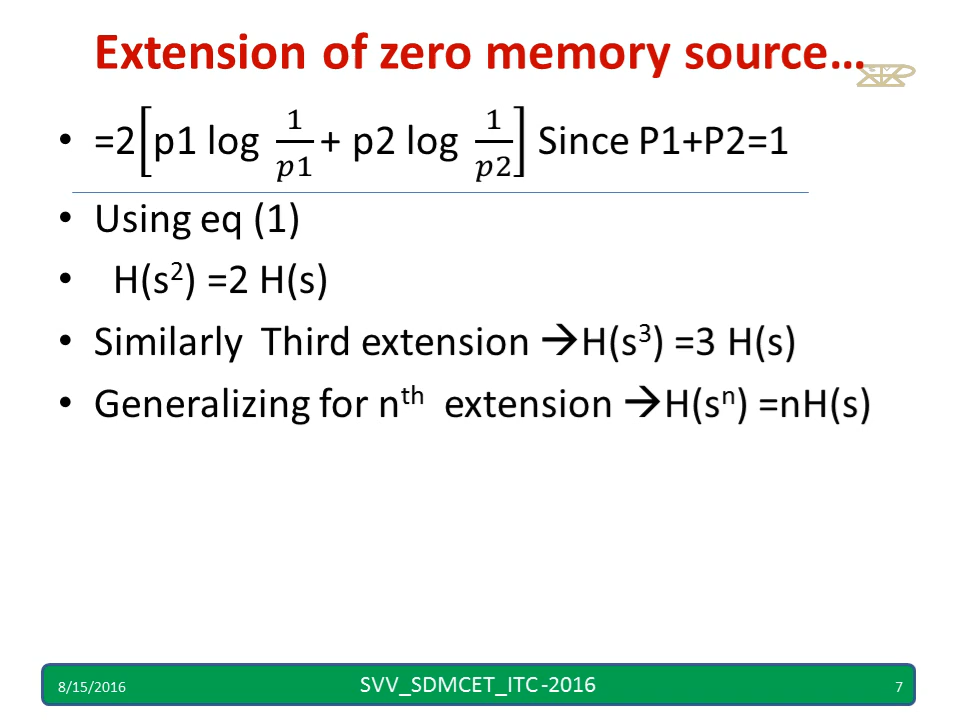 Extension of zero memory source…
• =2[p1 log 1/p1 + p2 log 1/p2] Since P1+P2=1
• Using eq (1)
• H(s²) =2 H(s)
• Similarly Third extension →H(s³) =3 H(s)
• Generalizing for nᵗʰ extension →H(sⁿ) =nH(s)
8/15/2016 SVV_SDMCET_ITC-2016 7